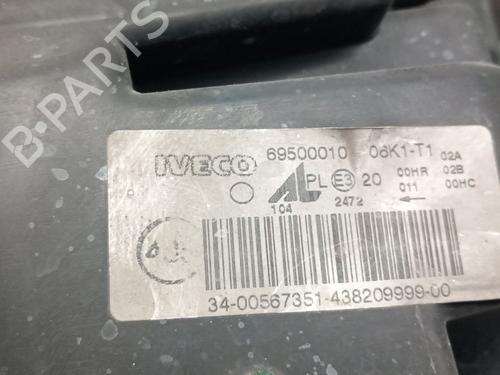 B-PARTS
IVECO 69500010 06K1-T1 02A
AL PL E3 20 00HR 02B
011 ← 00HC
104 2472
34-00567351-438209999-00